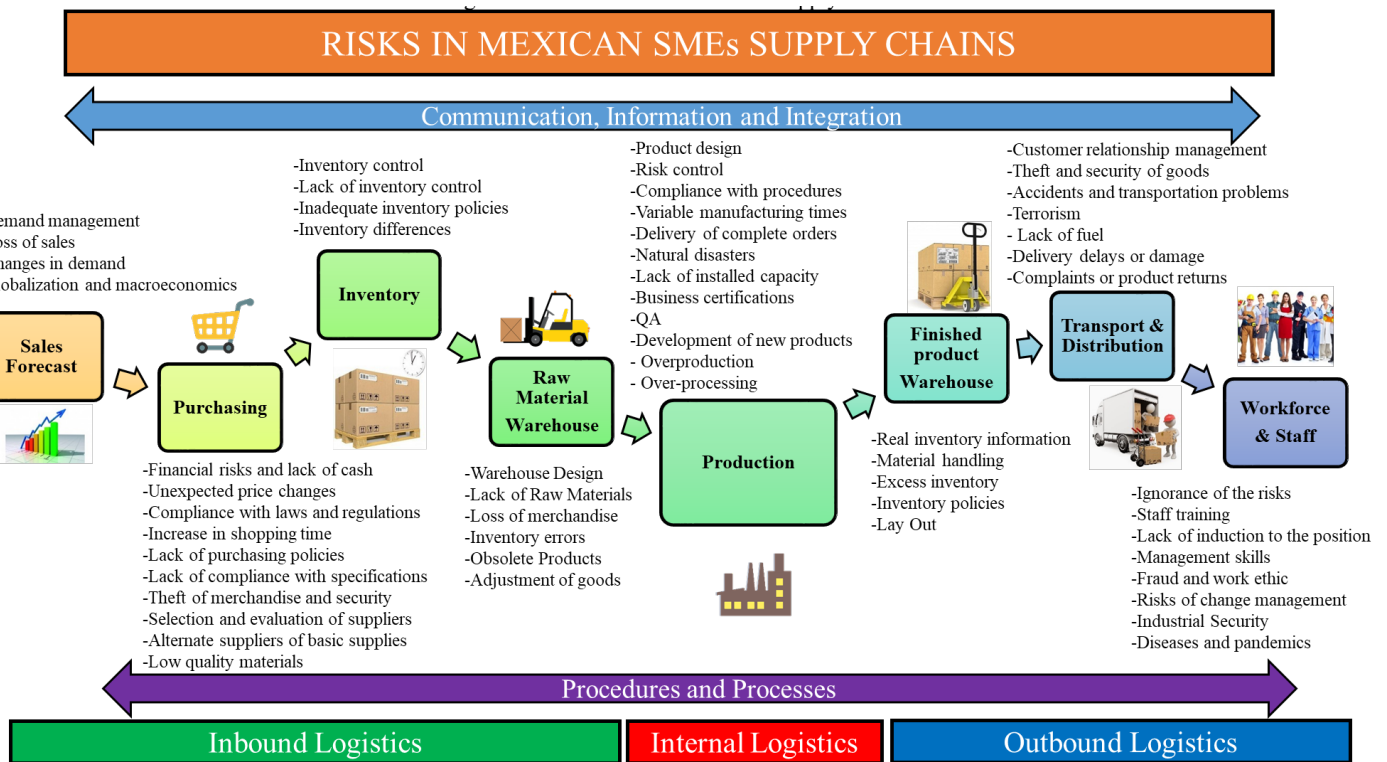 RISKS IN MEXICAN SMEs SUPPLY CHAINS
Communication, Information and Integration
emand management
oss of sales
hanges in demand
lobalization and macroeconomics
Sales
Forecast
Purchasing
-Financial risks and lack of cash
-Unexpected price changes
-Compliance with laws and regulations
-Increase in shopping time
-Lack of purchasing policies
-Lack of compliance with specifications
-Theft of merchandise and security
-Selection and evaluation of suppliers
-Alternate suppliers of basic supplies
-Low quality materials
-Inventory control
-Lack of inventory control
-Inadequate inventory policies
-Inventory differences
Inventory
Raw
Material
Warehouse
-Warehouse Design
-Lack of Raw Materials
-Loss of merchandise
-Inventory errors
-Obsolete Products
-Adjustment of goods
-Product design
-Risk control
-Compliance with procedures
-Variable manufacturing times
-Delivery of complete orders
-Natural disasters
-Lack of installed capacity
-Business certifications
-QA
-Development of new products
- Overproduction
- Over-processing
Production
Finished
product
Warehouse
-Real inventory information
-Material handling
-Excess inventory
-Inventory policies
-Lay Out
-Customer relationship management
-Theft and security of goods
-Accidents and transportation problems
-Terrorism
- Lack of fuel
-Delivery delays or damage
-Complaints or product returns
Transport &
Distribution
Workforce
& Staff
-Ignorance of the risks
-Staff training
-Lack of induction to the position
-Management skills
-Fraud and work ethic
-Risks of change management
-Industrial Security
-Diseases and pandemics
Procedures and Processes
Inbound Logistics
Internal Logistics
Outbound Logistics